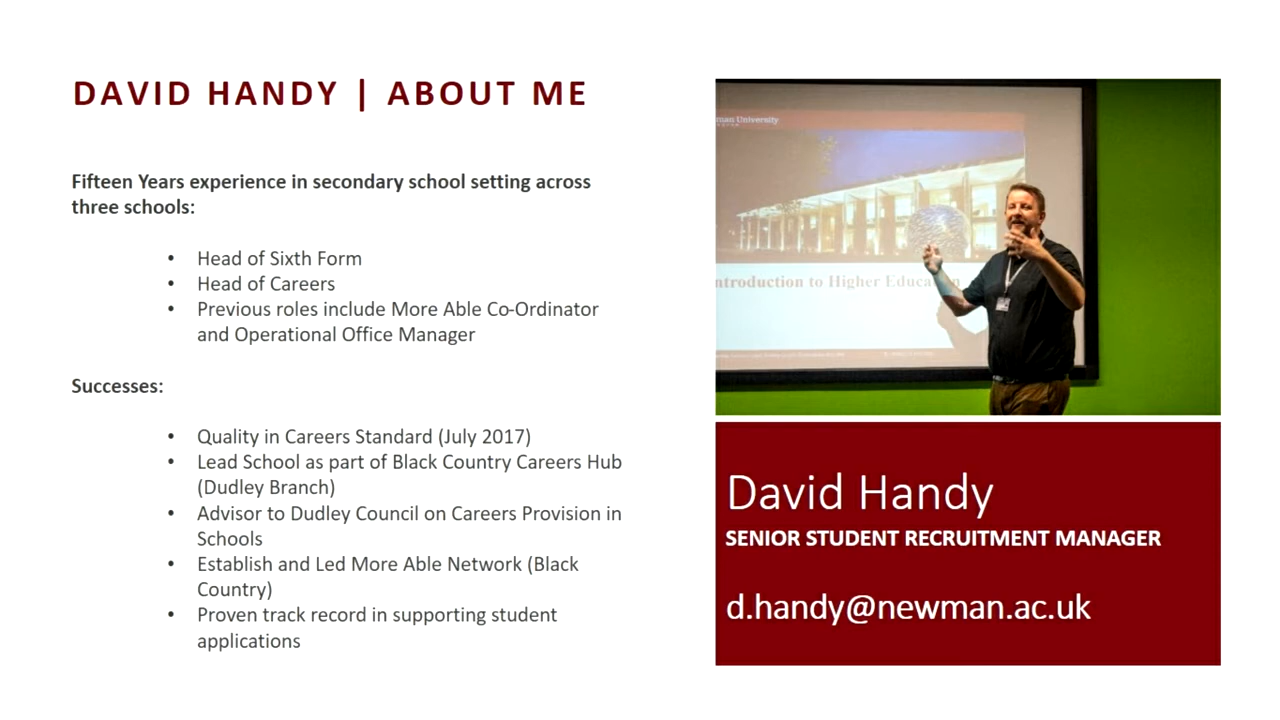 DAVID HANDY | ABOUT ME
Fifteen Years experience in secondary school setting across
three schools:
• Head of Sixth Form
• Head of Careers
• Previous roles include More Able Co-Ordinator
and Operational Office Manager
Successes:
• Quality in Careers Standard (July 2017)
• Lead School as part of Black Country Careers Hub
(Dudley Branch)
• Advisor to Dudley Council on Careers Provision in
Schools
• Establish and Led More Able Network (Black
Country)
• Proven track record in supporting student
applications
man University
ntroduction to Higher Educa
David Handy
SENIOR STUDENT RECRUITMENT MANAGER
d.handy@newman.ac.uk